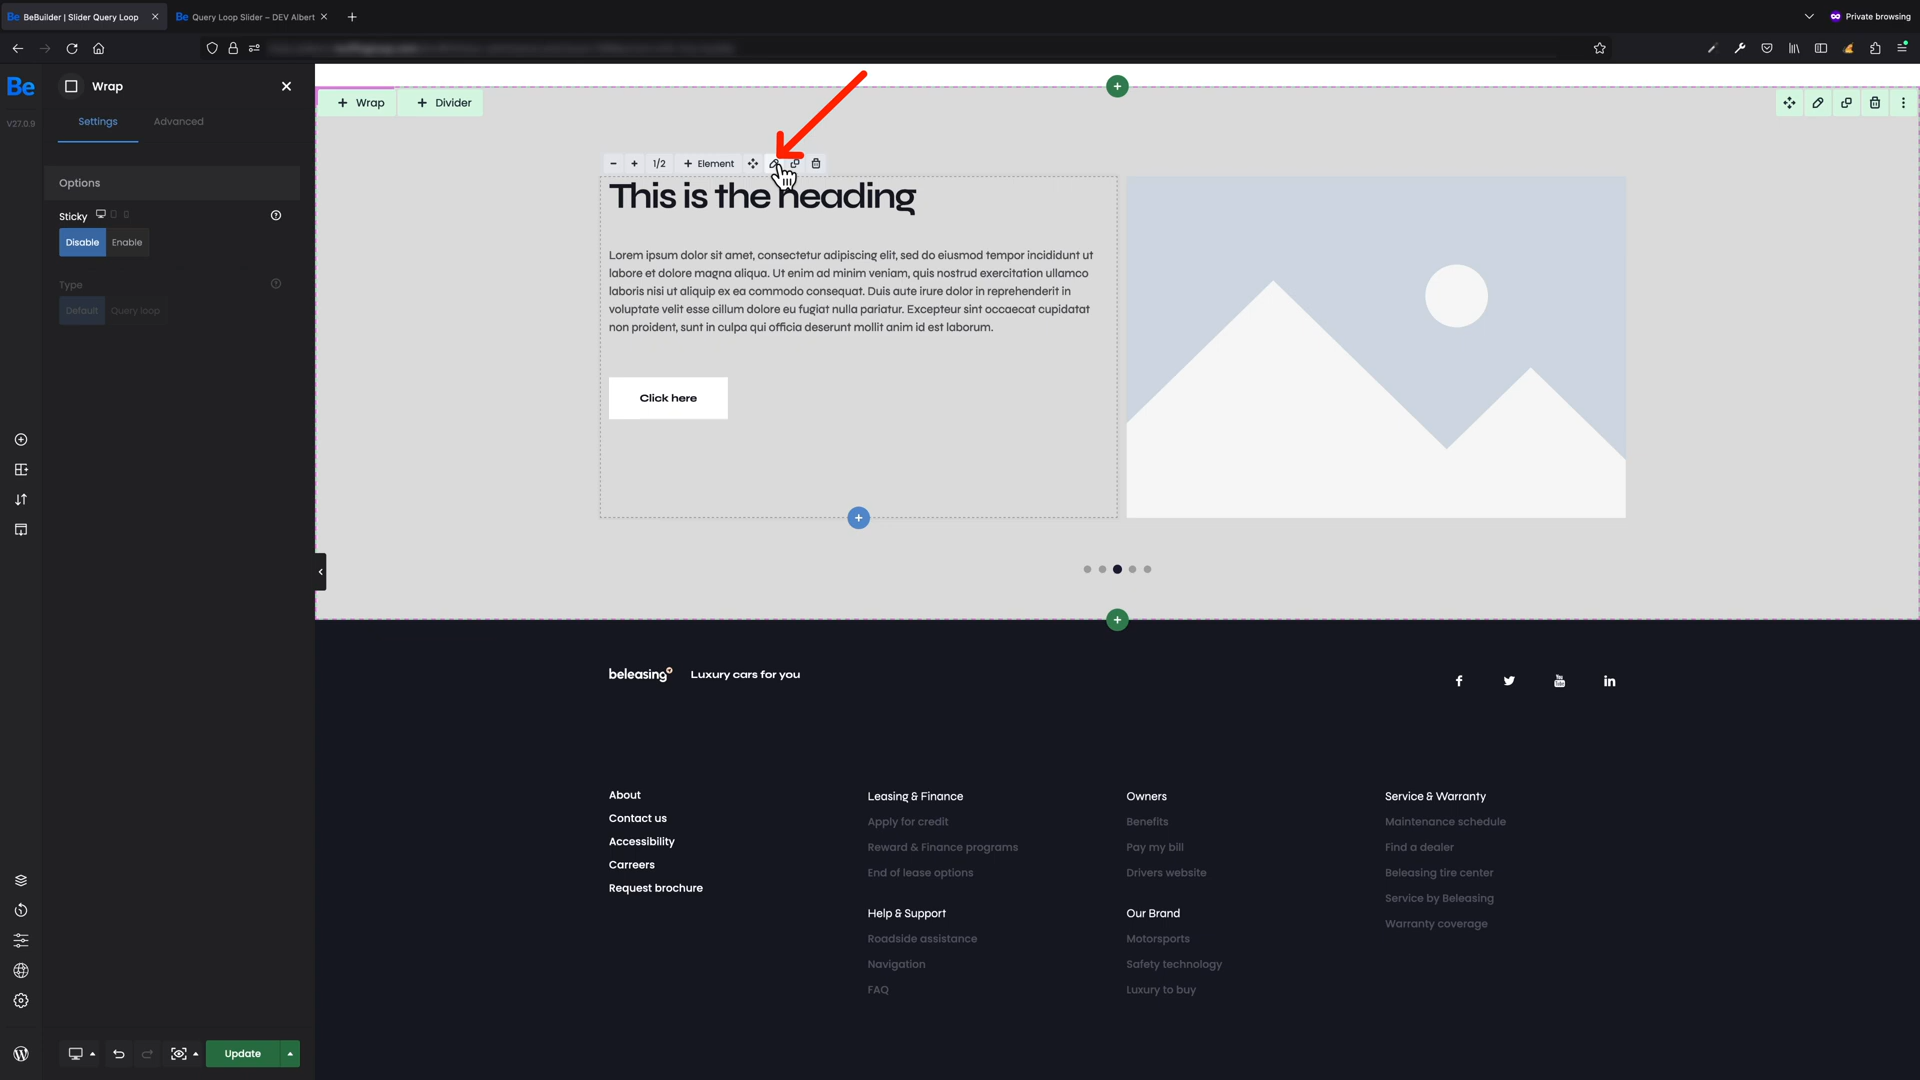 Be BeBuilder | Slider Query Loop
Be Query Loop Slider – DEV Albert
Private browsing
Be
Wrap
V27.0.9
Settings
Advanced
Options
Sticky
Disable
Enable
Type
Default
Query loop
+ Wrap
+ Divider
1/2
+ Element
This is the heading
Lorem ipsum dolor sit amet, consectetur adipiscing elit, sed do eiusmod tempor incididunt ut
labore et dolore magna aliqua. Ut enim ad minim veniam, quis nostrud exercitation ullamco
laboris nisi ut aliquip ex ea commodo consequat. Duis aute irure dolor in reprehenderit in
voluptate velit esse cillum dolore eu fugiat nulla pariatur. Excepteur sint occaecat cupidatat
non proident, sunt in culpa qui officia deserunt mollit anim id est laborum.
Click here
beleasing
Luxury cars for you
About
Contact us
Accessibility
Carreers
Request brochure
Leasing & Finance
Apply for credit
Reward & Finance programs
End of lease options
Help & Support
Roadside assistance
Navigation
FAQ
Owners
Benefits
Pay my bill
Drivers website
Our Brand
Motorsports
Safety technology
Luxury to buy
Service & Warranty
Maintenance schedule
Find a dealer
Beleasing tire center
Service by Beleasing
Warranty coverage
Update